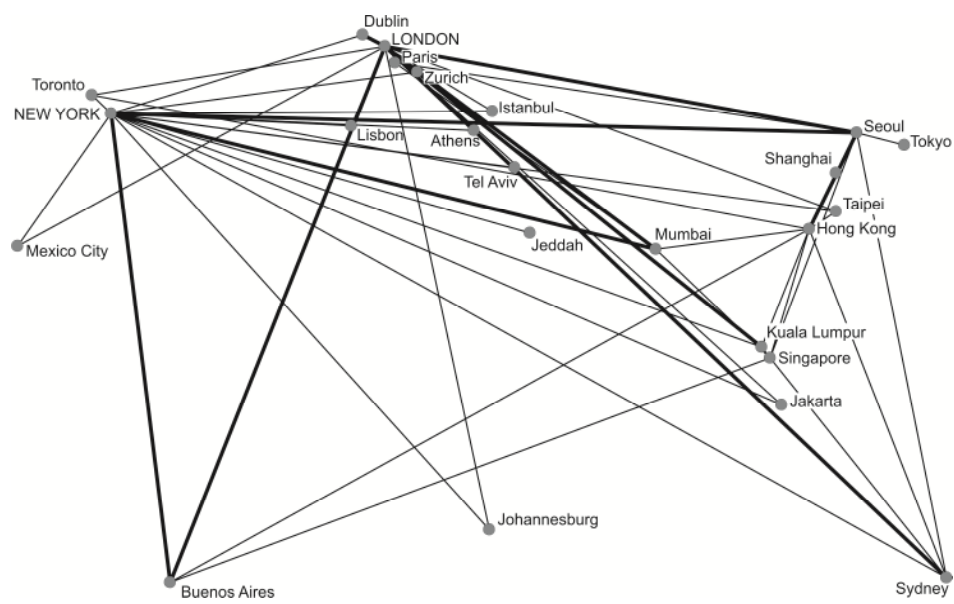 Dublin
LONDON
Paris
Zurich
Toronto
NEW YORK
Istanbul
Lisbon
Athens
Seoul
Tokyo
Shanghai
Tel Aviv
Taipei
Hong Kong
Mumbai
Jeddah
Mexico City
Kuala Lumpur
Singapore
Jakarta
Johannesburg
Buenos Aires
Sydney